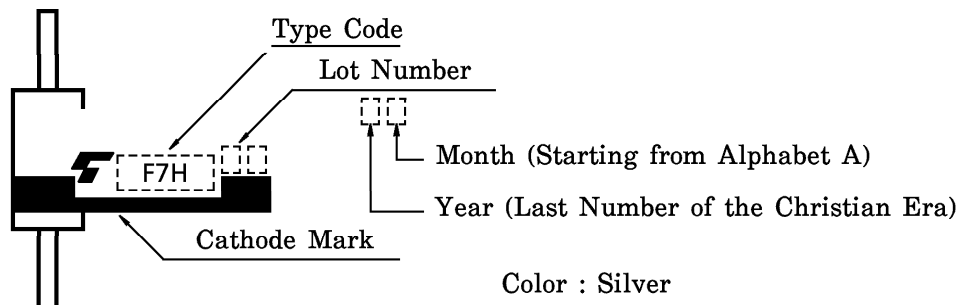 Type Code
Lot Number
Month (Starting from Alphabet A)
F7H
Year (Last Number of the Christian Era)
Cathode Mark
Color : Silver